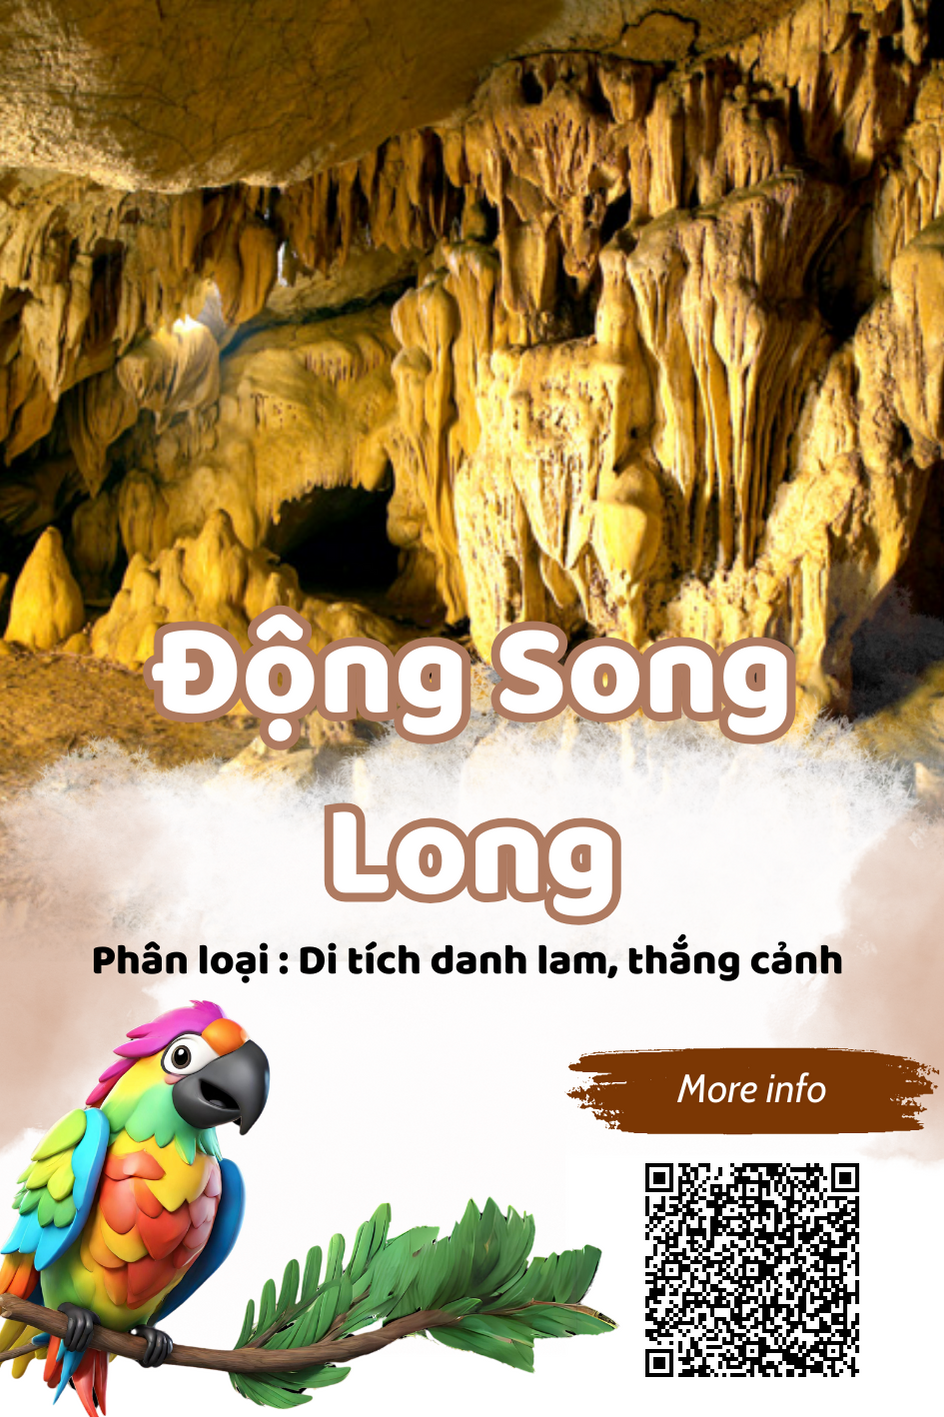 Động Song
Long
Phân loại : Di tích danh lam, thắng cảnh
More info